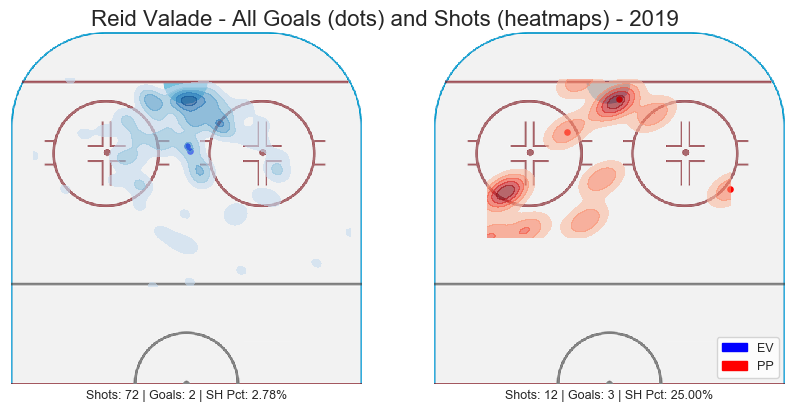 Reid Valade - All Goals (dots) and Shots (heatmaps) - 2019
EV
PP
Shots: 72 | Goals: 2 | SH Pct: 2.78%
Shots: 12 | Goals: 3 | SH Pct: 25.00%